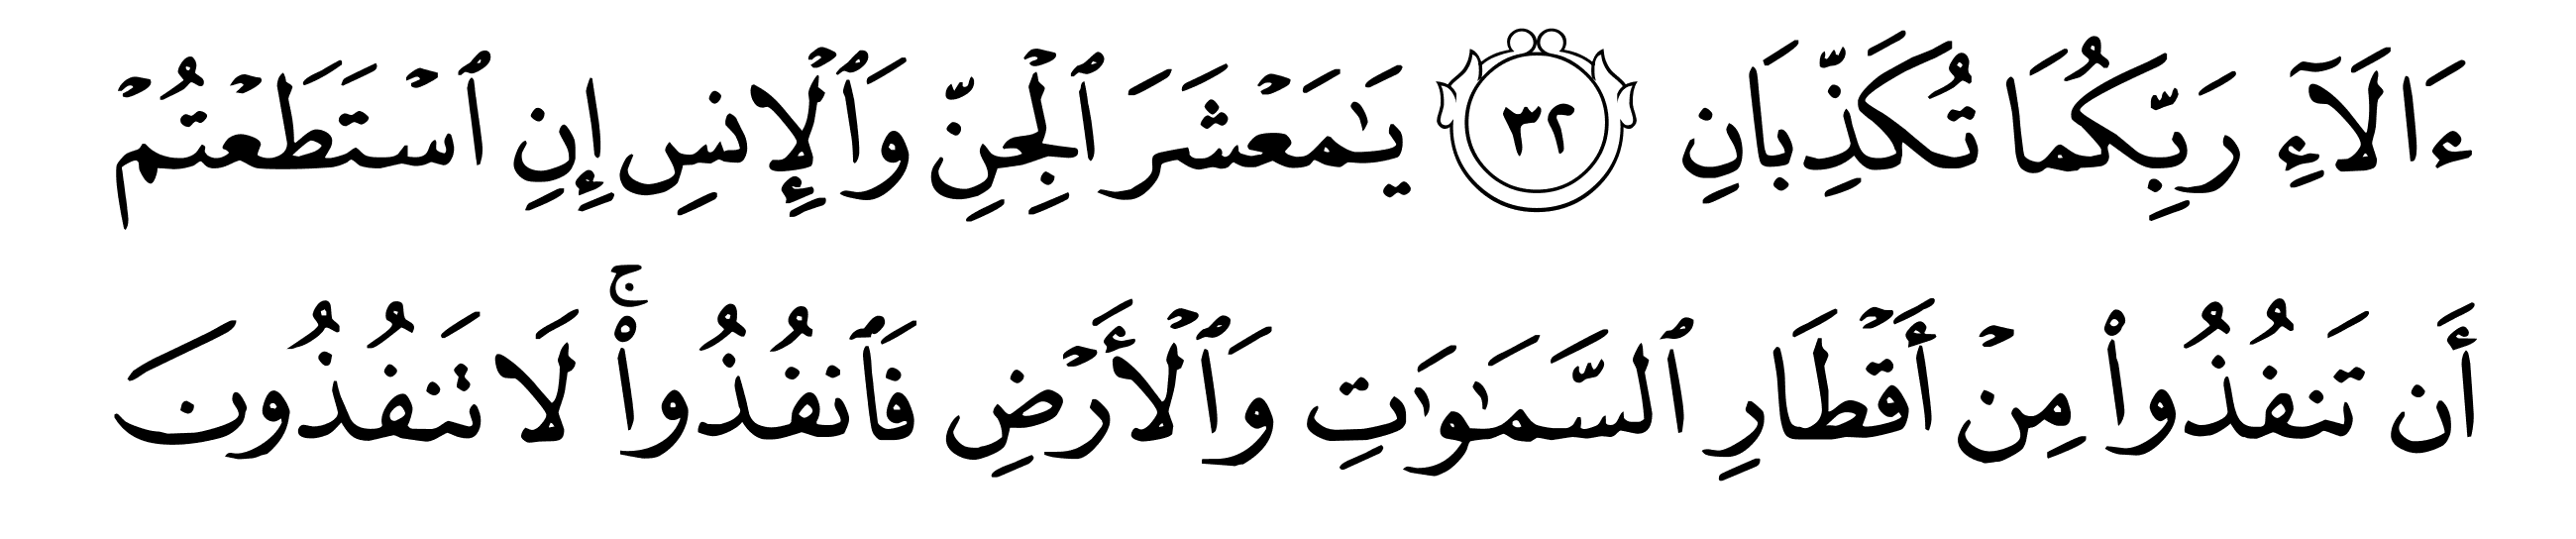 ءَالَآءِ رَبِّكُمَا تُكَذِّبَانِ ٣٢ يَٰمَعۡشَرَ ٱلۡجِنِّ وَٱلۡإِنسِ إِنِ ٱسۡتَطَعۡتُمۡ
أَن تَنفُذُواْ مِنۡ أَقۡطَارِ ٱلسَّمَٰوَٰتِ وَٱلۡأَرۡضِ فَٱنفُذُواْۚ لَا تَنفُذُونَ